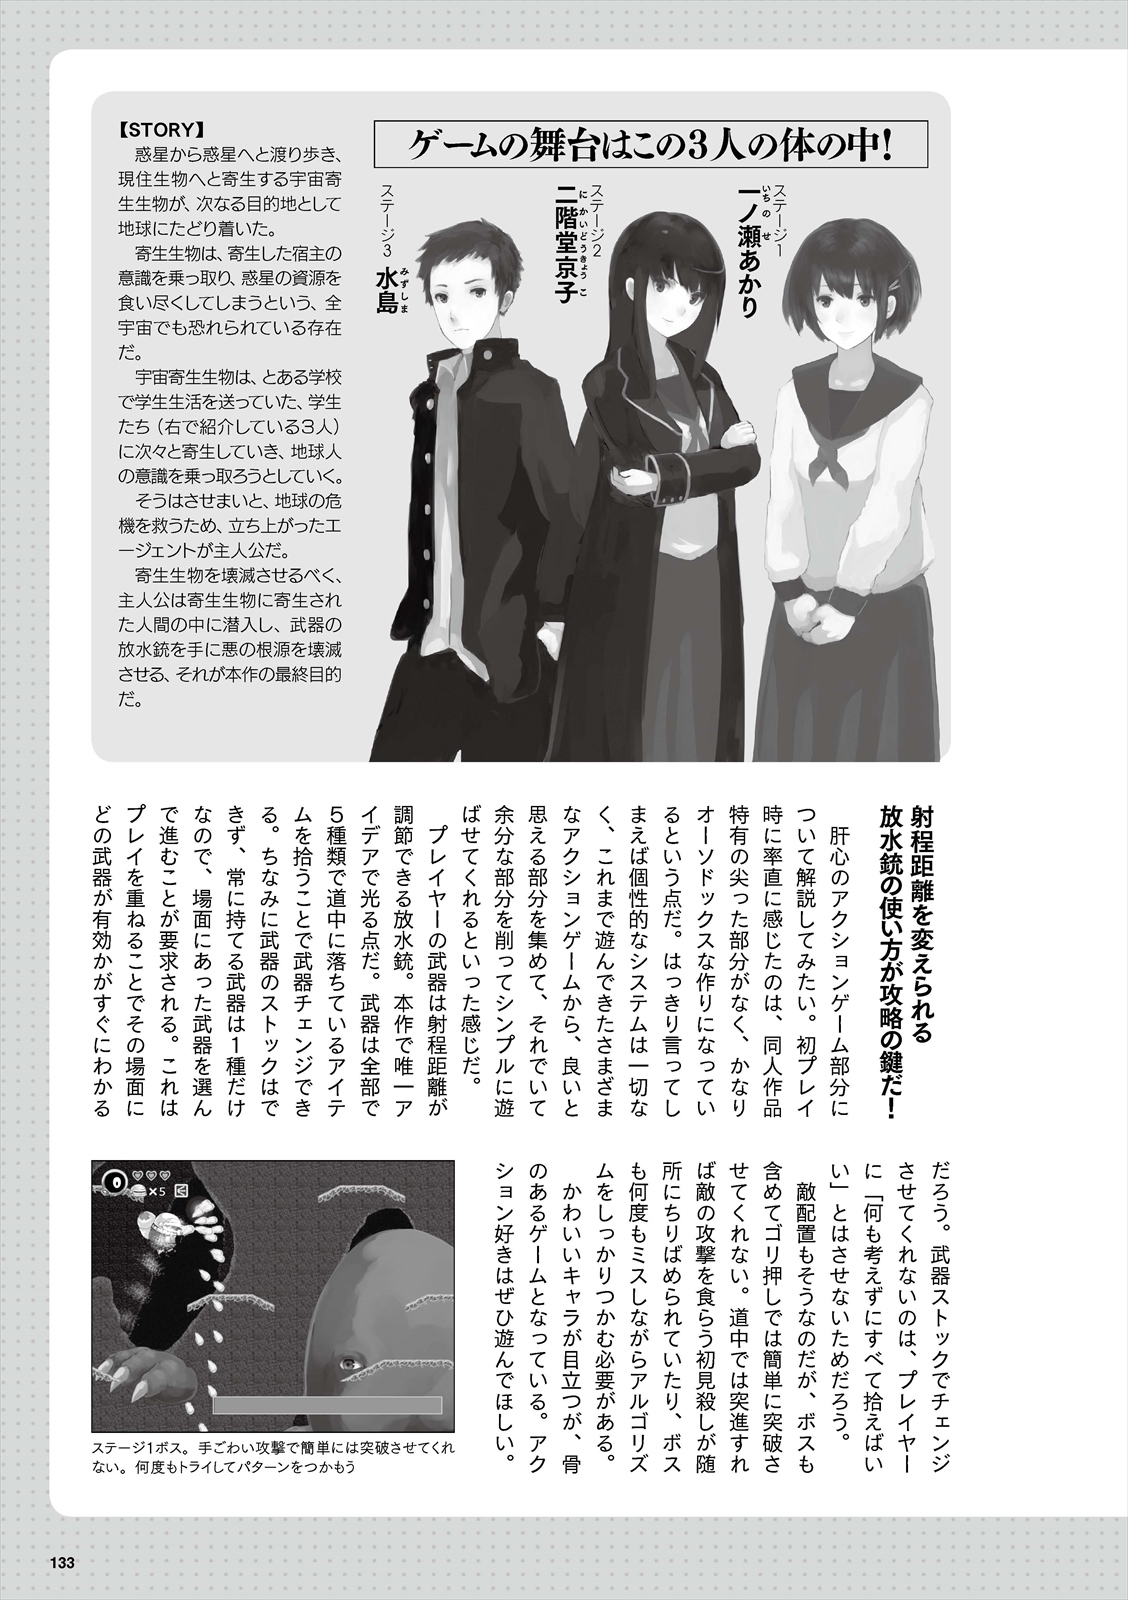 ゲームの舞台はこの3人の体の中!
ステージ1
一ノ瀬あかり
いちのせ
ステージ2
二階堂京子
にかいどうきょうこ
ステージ3
水島
みずしま
【STORY】
惑星から惑星へと渡り歩き、
現住生物へと寄生する宇宙寄
生生物が、次なる目的地として
地球にたどり着いた。
寄生生物は、寄生した宿主の
意識を乗っ取り、惑星の資源を
食い尽くしてしまうという、全
宇宙でも恐れられている存在
だ。
宇宙寄生生物は、とある学校
で学生生活を送っていた、学生
たち（右で紹介している3人）
に次々と寄生していき、地球人
の意識を乗っ取ろうとしていく。
そうはさせまいと、地球の危
機を救うため、立ち上がったエ
ージェントが主人公だ。
寄生生物を壊滅させるべく、
主人公は寄生生物に寄生され
た人間の中に潜入し、武器の
放水銃を手に悪の根源を壊滅
させる、それが本作の最終目的
だ。
射程距離を変えられる
放水銃の使い方が攻略の鍵だ!
肝心のアクションゲーム部分に
ついて解説してみたい。初プレイ
時に率直に感じたのは、同人作品
特有の尖った部分がなく、かなり
オーソドックスな作りになってい
るという点だ。はっきり言ってし
まえば個性的なシステムは一切な
く、これまで遊んできたさまざま
なアクションゲームから、良いと
思える部分を集めて、それでいて
余分な部分を削ってシンプルに遊
ばせてくれるといった感じだ。
プレイヤーの武器は射程距離が
調節できる放水銃。本作で唯一ア
イデアで光る点だ。武器は全部で
5種類で道中に落ちているアイテ
ムを拾うことで武器チェンジでき
る。ちなみに武器のストックはで
きず、常に持てる武器は1種だけ
なので、場面にあった武器を選ん
で進むことが要求される。これは
プレイを重ねることでその場面に
どの武器が有効かがすぐにわかる
だろう。武器ストックでチェンジ
させてくれないのは、プレイヤー
に「何も考えずにすべて拾えばい
い」とはさせないためだろう。
敵配置もそうなのだが、ボスも
含めてゴリ押しでは簡単に突破さ
せてくれない。道中では突進すれ
ば敵の攻撃を食らう初見殺しが随
所にちりばめられていたり、ボス
も何度もミスしながらアルゴリズ
ムをしっかりつかむ必要がある。
かわいいキャラが目立つが、骨
のあるゲームとなっている。アク
ション好きはぜひ遊んでほしい。
0
×5
ステージ1ボス。手ごわい攻撃で簡単には突破させてくれ
ない。何度もトライしてパターンをつかもう
133